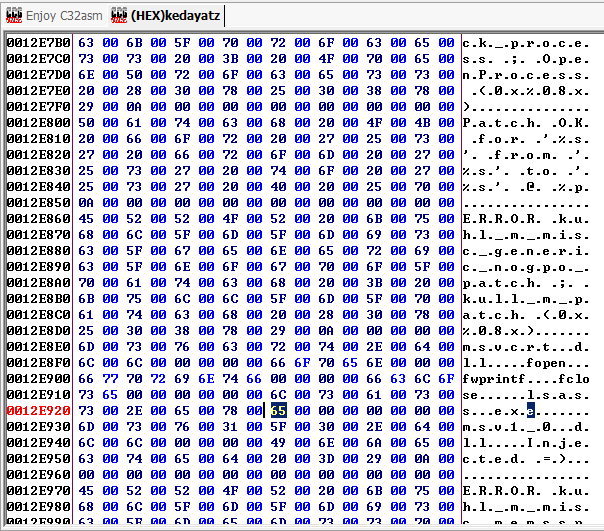 Enjoy C32asm (HEX)kedayatz
0012E7B0 63 00 6B 00 5F 00 70 00 72 00 6F 00 63 00 65 00 c.k._.p.r.o.c.e.
0012E7C0 73 00 73 00 20 00 3B 00 20 00 4F 00 70 00 65 00 s.s. .;. .O.p.e.
0012E7D0 6E 00 50 00 72 00 6F 00 63 00 65 00 73 00 73 00 n.P.r.o.c.e.s.s.
0012E7E0 20 00 28 00 30 00 78 00 25 00 30 00 38 00 78 00  .(.0.x.%.0.8.x.
0012E7F0 29 00 0A 00 00 00 00 00 00 00 00 00 00 00 00 00 )...............
0012E800 50 00 61 00 74 00 63 00 68 00 20 00 4F 00 4B 00 P.a.t.c.h. .O.K.
0012E810 20 00 66 00 6F 00 72 00 20 00 27 00 25 00 73 00  .f.o.r. .'.%.s.
0012E820 27 00 20 00 66 00 72 00 6F 00 6D 00 20 00 27 00 '. .f.r.o.m. .'.
0012E830 25 00 73 00 27 00 20 00 74 00 6F 00 20 00 27 00 %.s.'. .t.o. .'.
0012E840 25 00 73 00 27 00 20 00 40 00 20 00 25 00 70 00 %.s.'. .@. .%.p.
0012E850 0A 00 00 00 00 00 00 00 00 00 00 00 00 00 00 00 ................
0012E860 45 00 52 00 52 00 4F 00 52 00 20 00 6B 00 75 00 E.R.R.O.R. .k.u.
0012E870 68 00 6C 00 5F 00 6D 00 5F 00 6D 00 69 00 73 00 h.l._.m._.m.i.s.
0012E880 63 00 5F 00 67 00 65 00 6E 00 65 00 72 00 69 00 c._.g.e.n.e.r.i.
0012E890 63 00 5F 00 6E 00 6F 00 67 00 70 00 6F 00 5F 00 c._.n.o.g.p.o._.
0012E8A0 70 00 61 00 74 00 63 00 68 00 20 00 3B 00 20 00 p.a.t.c.h. .;. .
0012E8B0 6B 00 75 00 6C 00 6C 00 5F 00 6D 00 5F 00 70 00 k.u.l.l._.m._.p.
0012E8C0 61 00 74 00 63 00 68 00 20 00 28 00 30 00 78 00 a.t.c.h. .(.0.x.
0012E8D0 25 00 30 00 38 00 78 00 29 00 0A 00 00 00 00 00 %.0.8.x.).......
0012E8E0 6D 00 73 00 76 00 63 00 72 00 74 00 2E 00 64 00 m.s.v.c.r.t...d.
0012E8F0 6C 00 6C 00 00 00 00 00 66 6F 70 65 6E 00 00 00 l.l.....fopen...
0012E900 66 77 70 72 69 6E 74 66 00 00 00 00 66 63 6C 6F fwprintf....fclo
0012E910 73 65 00 00 00 00 00 00 6C 00 73 00 61 00 73 00 se......l.s.a.s.
0012E920 73 00 2E 00 65 00 78 00 65 00 00 00 00 00 00 00 s...e.x.e.......
0012E930 6D 00 73 00 76 00 31 00 5F 00 30 00 2E 00 64 00 m.s.v.1._.0...d.
0012E940 6C 00 6C 00 00 00 00 00 49 00 6E 00 6A 00 65 00 l.l.....I.n.j.e.
0012E950 63 00 74 00 65 00 64 00 20 00 3D 00 29 00 0A 00 c.t.e.d. .=.)...
0012E960 00 00 00 00 00 00 00 00 00 00 00 00 00 00 00 00 ................
0012E970 45 00 52 00 52 00 4F 00 52 00 20 00 6B 00 75 00 E.R.R.O.R. .k.u.
0012E980 68 00 6C 00 5F 00 6D 00 5F 00 6D 00 69 00 73 00 h.l._.m._.m.i.s.